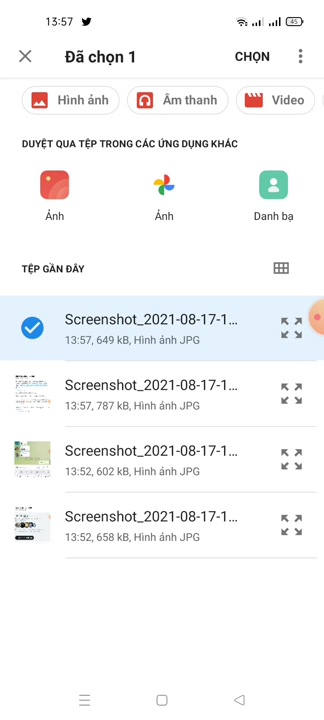 13:57
45
Đã chọn 1
CHỌN
Hình ảnh
Âm thanh
Video
DUYỆT QUA TỆP TRONG CÁC ỨNG DỤNG KHÁC
Ảnh
Ảnh
Danh bạ
TỆP GẦN ĐÂY
Screenshot_2021-08-17-1...
13:57, 649 kB, Hình ảnh JPG
Screenshot_2021-08-17-1...
13:57, 787 kB, Hình ảnh JPG
Screenshot_2021-08-17-1...
13:52, 602 kB, Hình ảnh JPG
Screenshot_2021-08-17-1...
13:52, 658 kB, Hình ảnh JPG